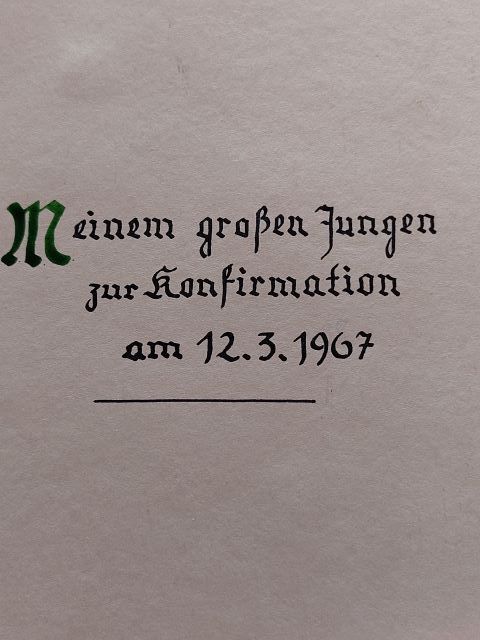 Meinem großen Jungen
zur Konfirmation
am 12.3.1967